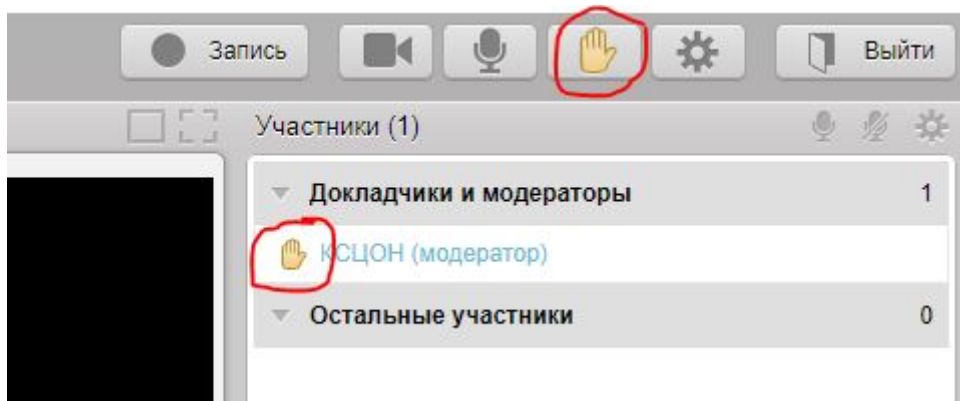 Запись
Выйти
Участники (1)
Докладчики и модераторы 1
КСЦОН (модератор)
Остальные участники 0